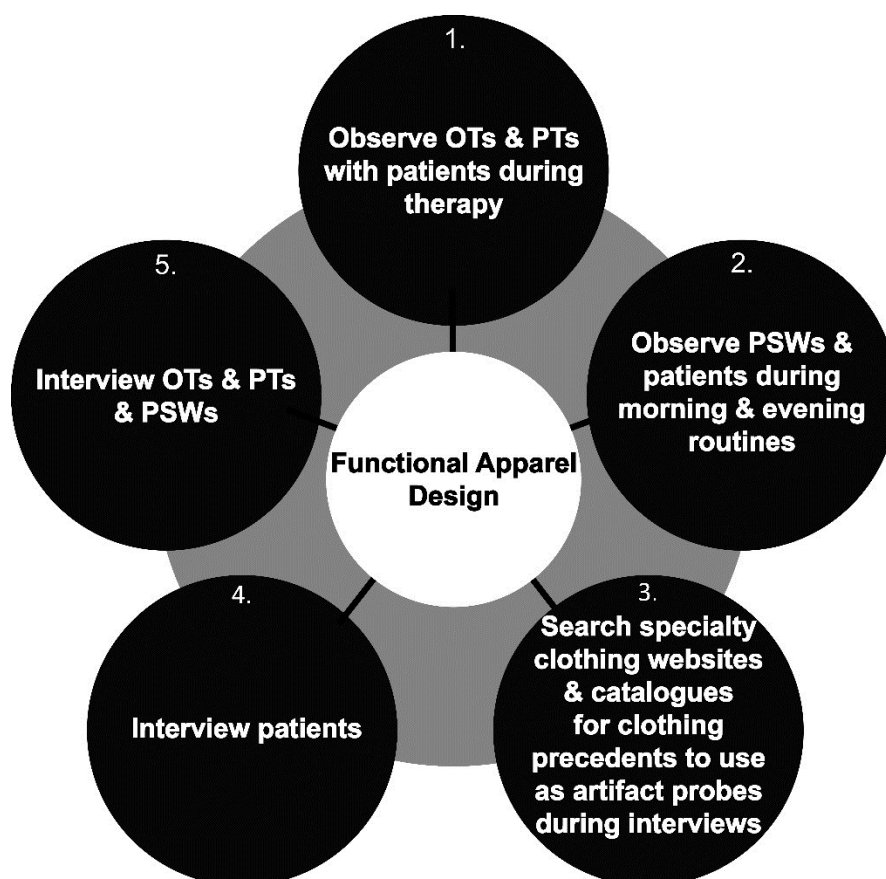 1.
Observe OTs & PTs
with patients during
therapy
2.
Observe PSWs &
patients during
morning & evening
routines
3.
Search specialty
clothing websites
& catalogues
for clothing
precedents to use
as artifact probes
during interviews
4.
Interview patients
5.
Interview OTs & PTs
& PSWs
Functional Apparel
Design